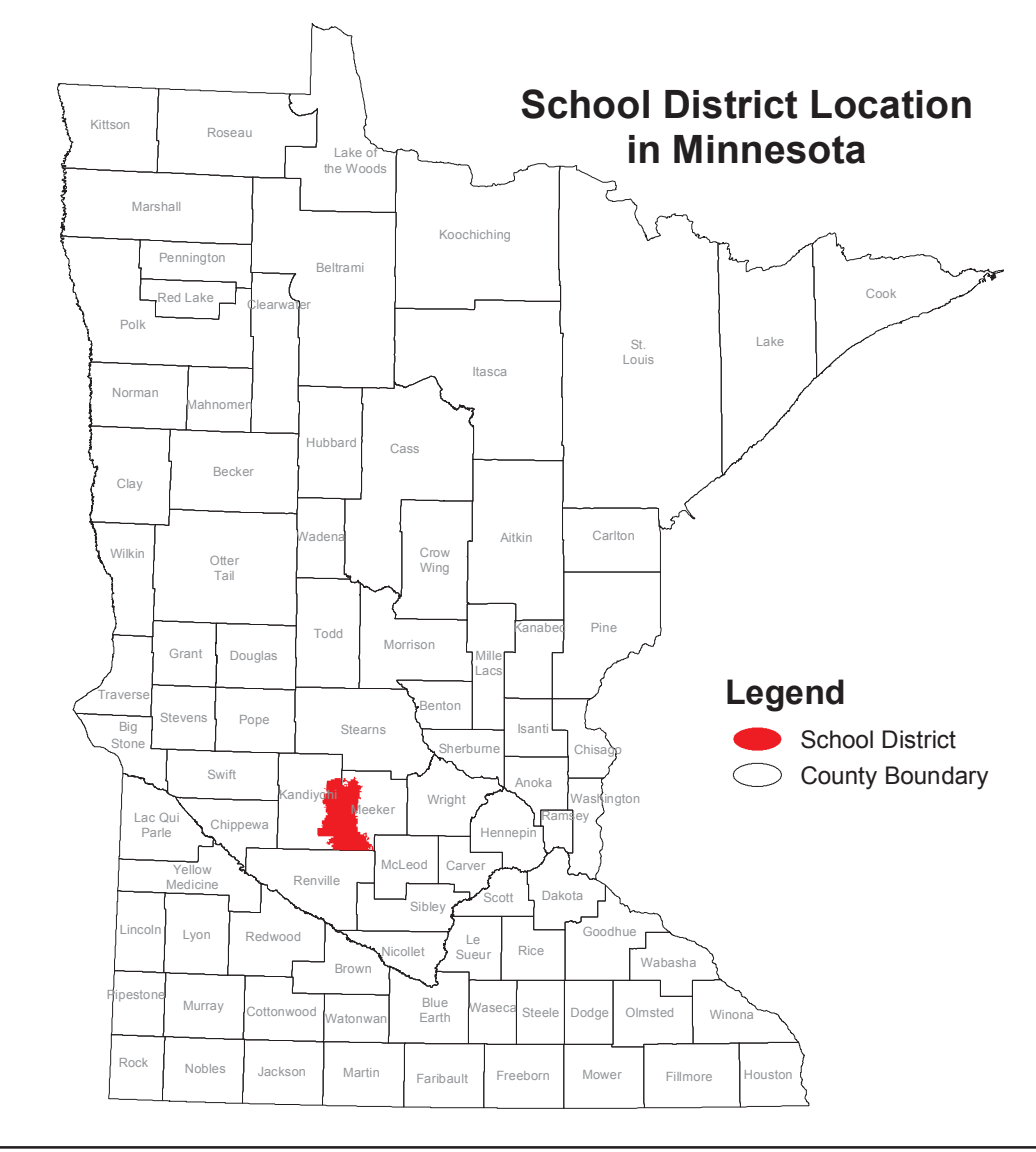 School District Location
in Minnesota
Kittson
Roseau
Lake of
the Woods
Marshall
Koochiching
Pennington
Beltrami
Red Lake
Clearwater
Polk
Cook
St.
Louis
Lake
Itasca
Norman
Mahnomen
Hubbard
Cass
Becker
Clay
Wadena
Aitkin
Carlton
Wilkin
Otter
Tail
Crow
Wing
Todd
Morrison
Kanabec
Pine
Grant
Douglas
Mille
Lacs
Traverse
Stevens
Pope
Stearns
Benton
Big
Stone
Isanti
Sherburne
Chisago
Legend
School District
County Boundary
Swift
Kandiyohi
Meeker
Wright
Anoka
Washington
Ramsey
Lac Qui
Parle
Chippewa
Hennepin
Yellow
Medicine
Renville
McLeod
Carver
Scott
Dakota
Sibley
Lincoln
Lyon
Redwood
Nicollet
Le
Sueur
Rice
Goodhue
Brown
Wabasha
Pipestone
Murray
Cottonwood
Watonwan
Blue
Earth
Waseca
Steele
Dodge
Olmsted
Winona
Rock
Nobles
Jackson
Martin
Faribault
Freeborn
Mower
Fillmore
Houston